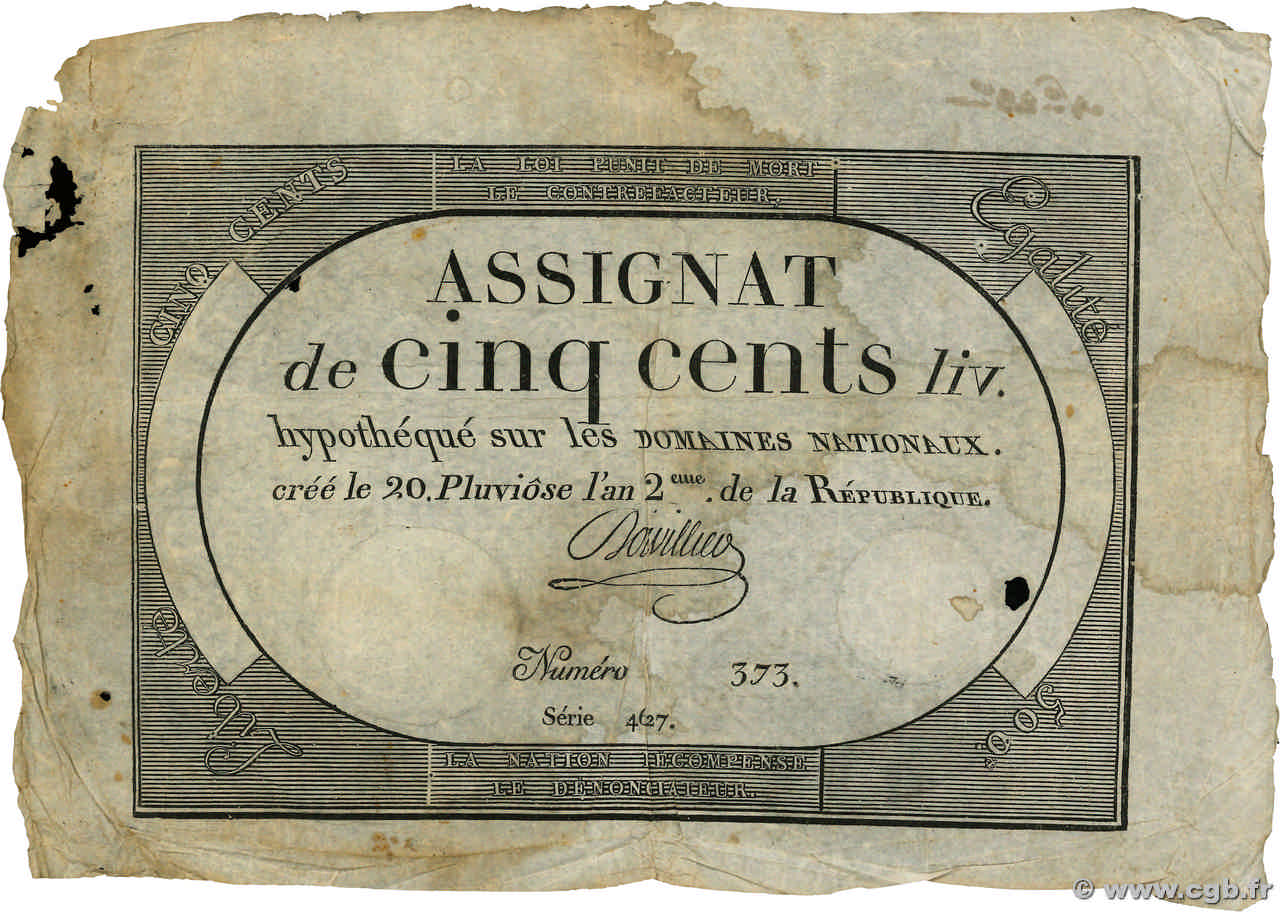 LA LOI PUNIT DE MORT
LE CONTREFACTEUR,
CINQ CENTS
Egalité
ASSIGNAT
de cinq cents liv.
hypothéqué sur les DOMAINES NATIONAUX.
créé le 20. Pluviôse l'an 2eme. de la RÉPUBLIQUE.
Numéro 373.
Série 4627.
Liberté
500#
LA NATION RECOMPENSE
LE DÉNONCIATEUR.
© www.cgb.fr